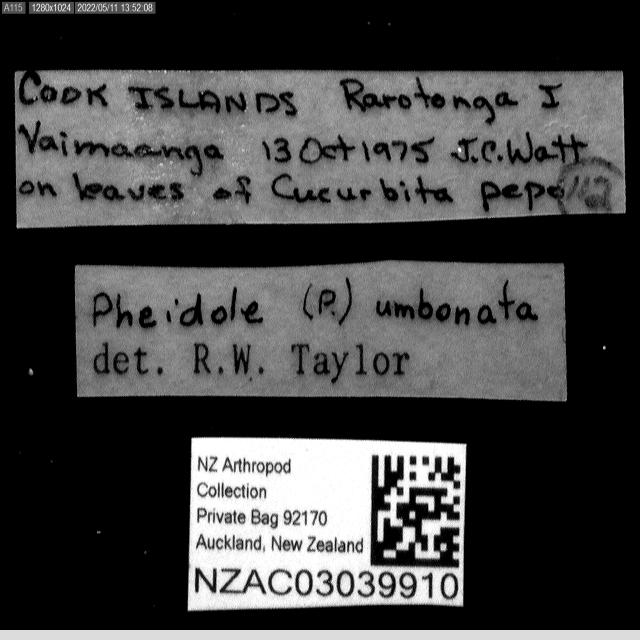 A115 1280x1024 2022/05/11 13:52:08
COOK ISLANDS Rarotonga I
Vaimaanga 13 Oct 1975 J.C. Watt
on leaves of Cucurbita pepo
Pheidole (P.) umbonata
det. R.W. Taylor
NZ Arthropod
Collection
Private Bag 92170
Auckland, New Zealand
NZAC03039910